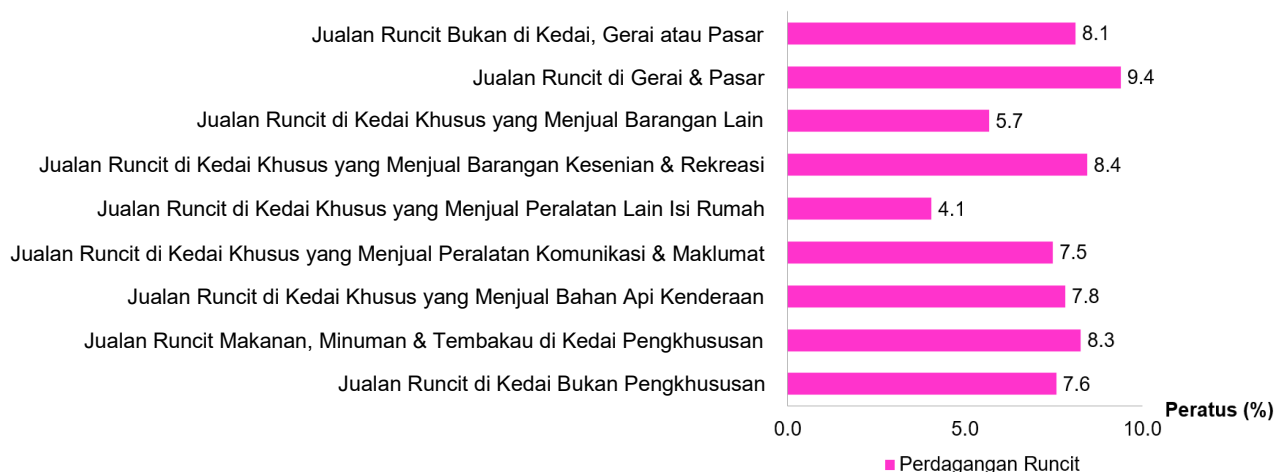 Jualan Runcit Bukan di Kedai, Gerai atau Pasar 8.1
Jualan Runcit di Gerai & Pasar 9.4
Jualan Runcit di Kedai Khusus yang Menjual Barangan Lain 5.7
Jualan Runcit di Kedai Khusus yang Menjual Barangan Kesenian & Rekreasi 8.4
Jualan Runcit di Kedai Khusus yang Menjual Peralatan Lain Isi Rumah 4.1
Jualan Runcit di Kedai Khusus yang Menjual Peralatan Komunikasi & Maklumat 7.5
Jualan Runcit di Kedai Khusus yang Menjual Bahan Api Kenderaan 7.8
Jualan Runcit Makanan, Minuman & Tembakau di Kedai Pengkhususan 8.3
Jualan Runcit di Kedai Bukan Pengkhususan 7.6
Peratus (%)
0.0 5.0 10.0
Perdagangan Runcit